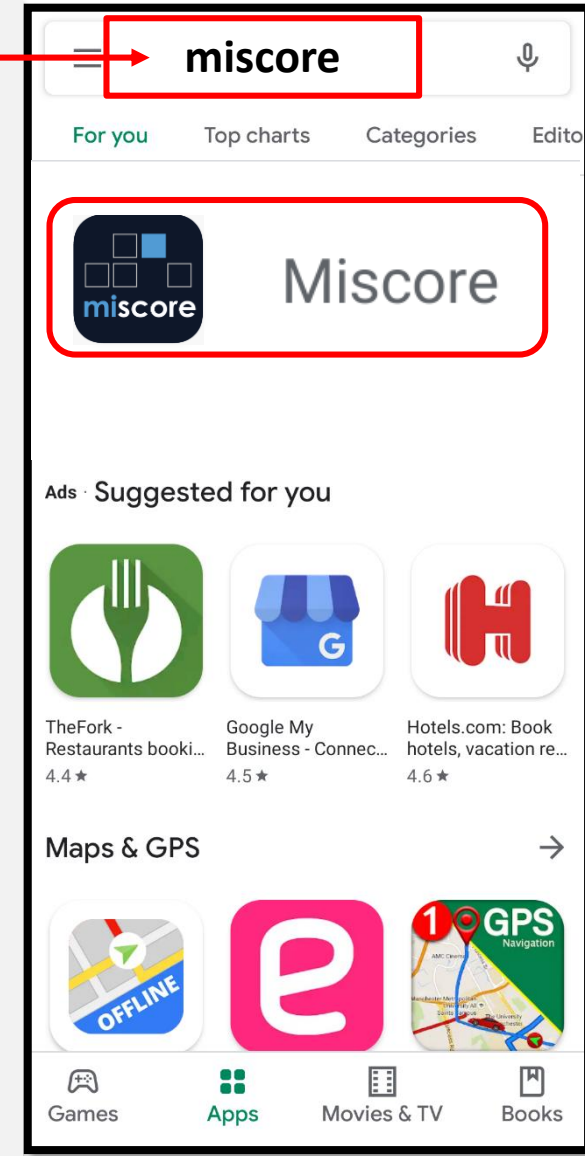 miscore
For you Top charts Categories Edito
miscore
Miscore
Ads · Suggested for you
G
H
TheFork -
Restaurants booki...
4.4 ★
Google My
Business - Connec...
4.5 ★
Hotels.com: Book
hotels, vacation re...
4.6 ★
Maps & GPS
OFFLINE
e
1 GPS
Navigation
AMC Cinema
Games Apps Movies & TV Books